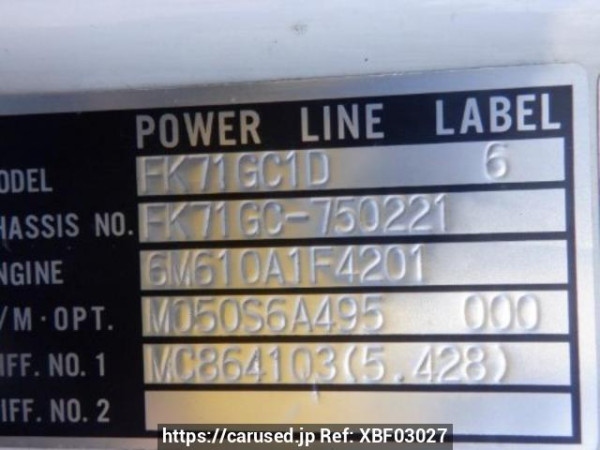 POWER LINE LABEL
ODEL FK71GC1D 6
HASSIS NO. FK71GC-750221
NGINE 6M610A1F4201
/M·OPT. M050S6A495 000
IFF. NO. 1 MC864103(5.428)
IFF. NO. 2
https://carused.jp Ref: XBF03027